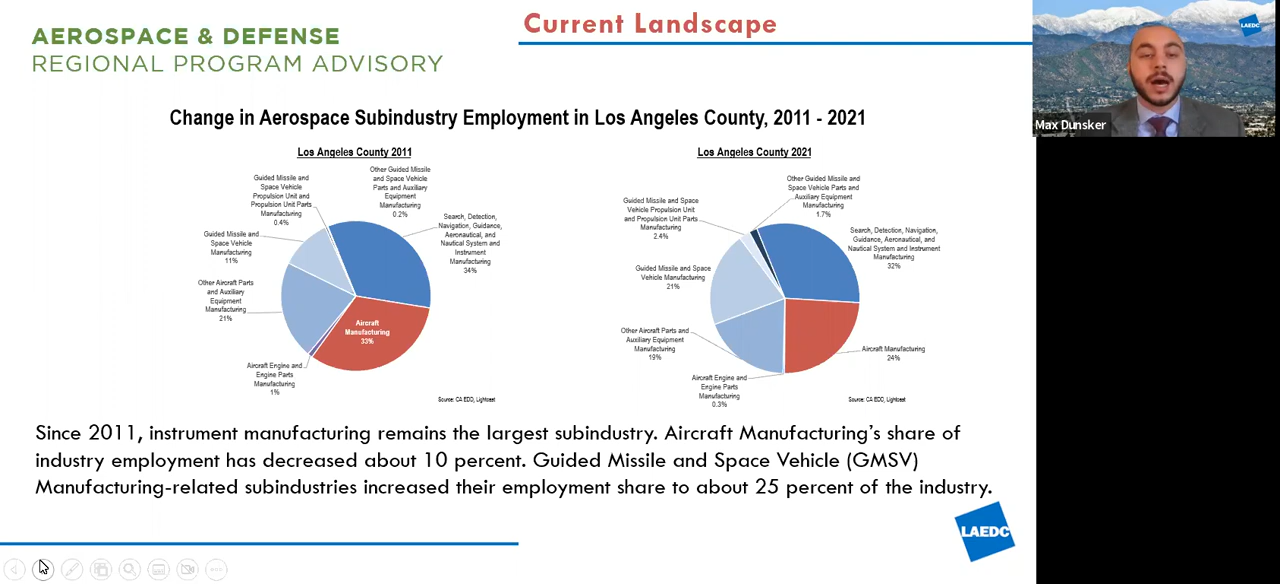 Current Landscape
AEROSPACE & DEFENSE
REGIONAL PROGRAM ADVISORY
LAEDC
Max Dunsker
Change in Aerospace Subindustry Employment in Los Angeles County, 2011 - 2021
Los Angeles County 2011
Guided Missile and
Space Vehicle
Propulsion Unit and
Propulsion Unit Parts
Manufacturing
0.4%
Other Guided Missile
and Space Vehicle
Parts and Auxiliary
Equipment
Manufacturing
0.2%
Search, Detection,
Navigation, Guidance,
Aeronautical, and
Nautical System and
Instrument
Manufacturing
34%
Guided Missile and
Space Vehicle
Manufacturing
11%
Other Aircraft Parts
and Auxiliary
Equipment
Manufacturing
21%
Aircraft
Manufacturing
33%
Aircraft Engine and
Engine Parts
Manufacturing
1%
Source: CA EDD, Lightcast
Los Angeles County 2021
Other Guided Missile and
Space Vehicle Parts and
Auxiliary Equipment
Manufacturing
1.7%
Guided Missile and Space
Vehicle Propulsion Unit
and Propulsion Unit Parts
Manufacturing
2.4%
Search, Detection, Navigation,
Guidance, Aeronautical, and
Nautical System and Instrument
Manufacturing
32%
Guided Missile and Space
Vehicle Manufacturing
21%
Other Aircraft Parts and
Auxiliary Equipment
Manufacturing
19%
Aircraft Manufacturing
24%
Aircraft Engine and
Engine Parts
Manufacturing
0.3%
Source: CA EDD, Lightcast
Since 2011, instrument manufacturing remains the largest subindustry. Aircraft Manufacturing's share of
industry employment has decreased about 10 percent. Guided Missile and Space Vehicle (GMSV)
Manufacturing-related subindustries increased their employment share to about 25 percent of the industry.
LAEDC